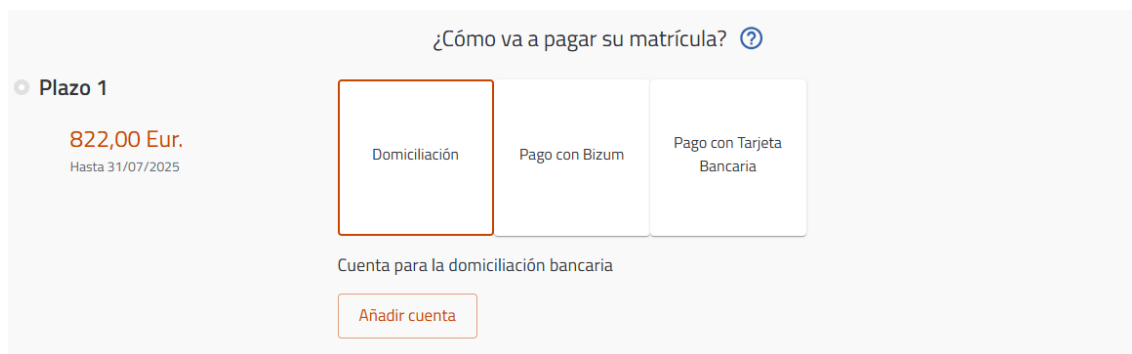 ¿Cómo va a pagar su matrícula?
Plazo 1
822,00 Eur.
Hasta 31/07/2025
Domiciliación
Pago con Bizum
Pago con Tarjeta
Bancaria
Cuenta para la domiciliación bancaria
Añadir cuenta